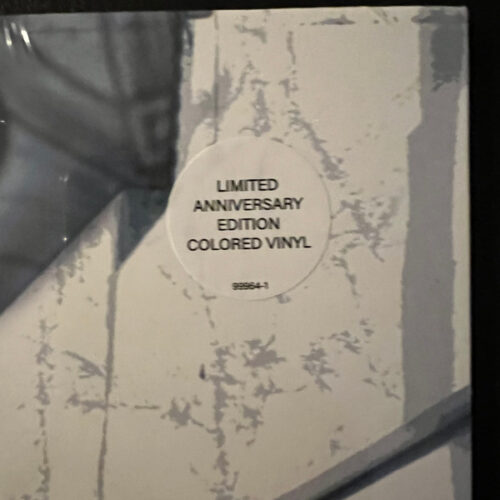 LIMITED
ANNIVERSARY
EDITION
COLORED VINYL
99964-1